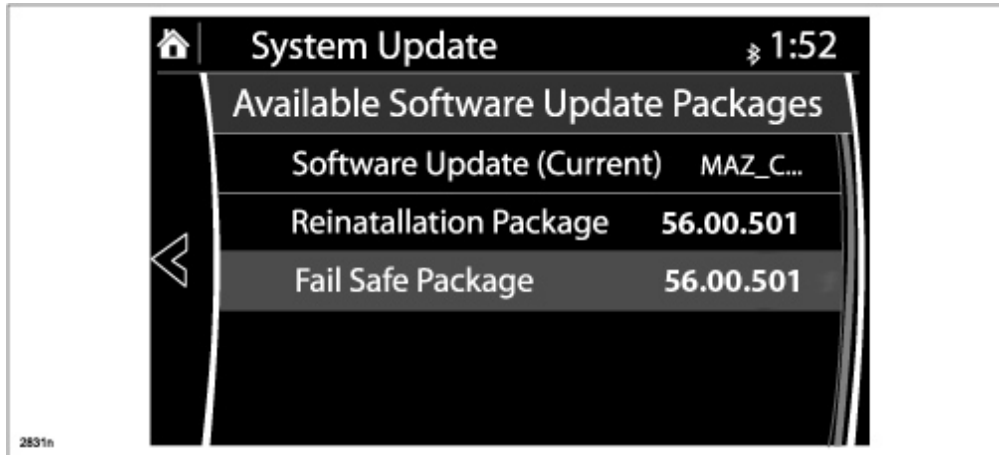 System Update 1:52
Available Software Update Packages
Software Update (Current) MAZ_C...
Reinatallation Package 56.00.501
Fail Safe Package 56.00.501
2831n